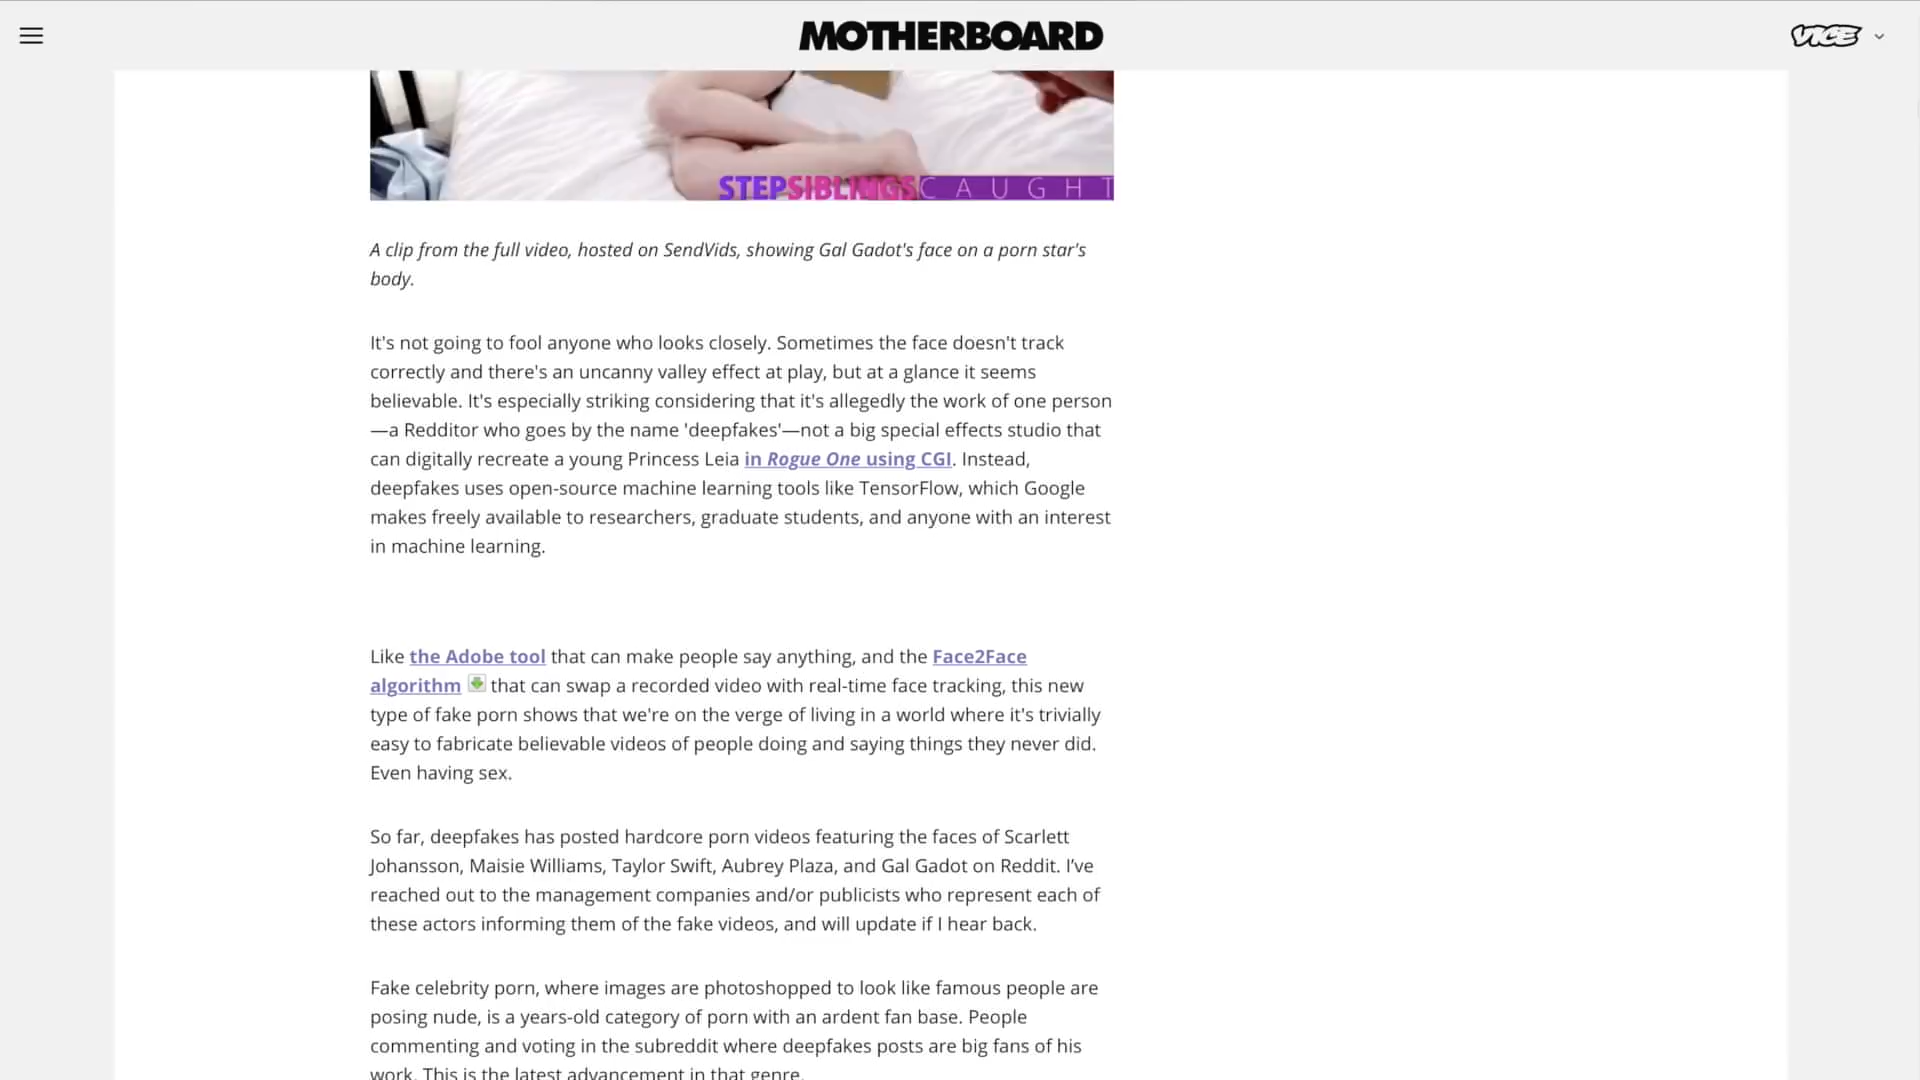 MOTHERBOARD
VICE
STEPSIBLINGSCAUGHT
A clip from the full video, hosted on SendVids, showing Gal Gadot's face on a porn star's
body.
It's not going to fool anyone who looks closely. Sometimes the face doesn't track
correctly and there's an uncanny valley effect at play, but at a glance it seems
believable. It's especially striking considering that it's allegedly the work of one person
—a Redditor who goes by the name 'deepfakes'—not a big special effects studio that
can digitally recreate a young Princess Leia in Rogue One using CGI. Instead,
deepfakes uses open-source machine learning tools like TensorFlow, which Google
makes freely available to researchers, graduate students, and anyone with an interest
in machine learning.
Like the Adobe tool that can make people say anything, and the Face2Face
algorithm that can swap a recorded video with real-time face tracking, this new
type of fake porn shows that we're on the verge of living in a world where it's trivially
easy to fabricate believable videos of people doing and saying things they never did.
Even having sex.
So far, deepfakes has posted hardcore porn videos featuring the faces of Scarlett
Johansson, Maisie Williams, Taylor Swift, Aubrey Plaza, and Gal Gadot on Reddit. I've
reached out to the management companies and/or publicists who represent each of
these actors informing them of the fake videos, and will update if I hear back.
Fake celebrity porn, where images are photoshopped to look like famous people are
posing nude, is a years-old category of porn with an ardent fan base. People
commenting and voting in the subreddit where deepfakes posts are big fans of his
work. This is the latest advancement in that genre.